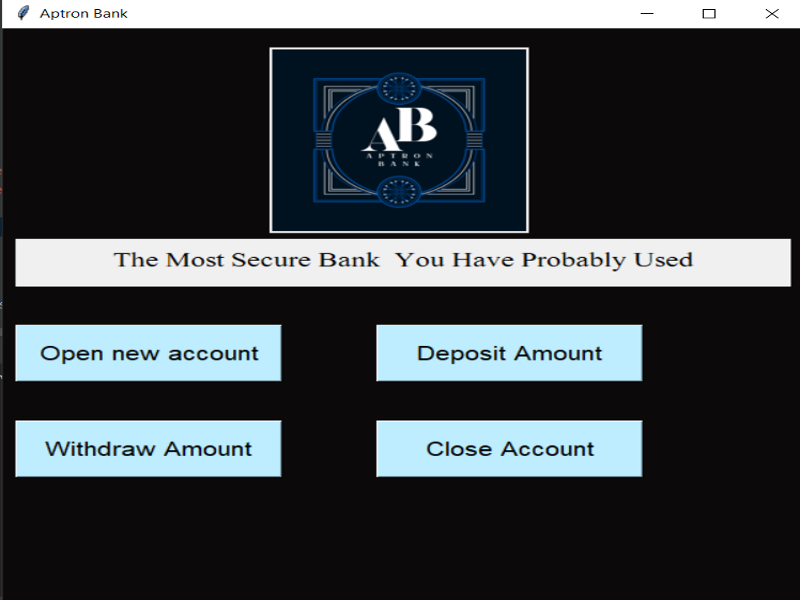 Aptron Bank
AB
APTRON
BANK
The Most Secure Bank  You Have Probably Used
Open new account
Deposit Amount
Withdraw Amount
Close Account